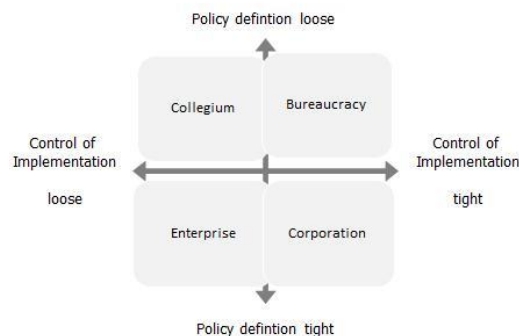 Policy defintion loose
Collegium
Bureaucracy
Control of
Implementation
loose
Control of
Implementation
tight
Enterprise
Corporation
Policy defintion tight